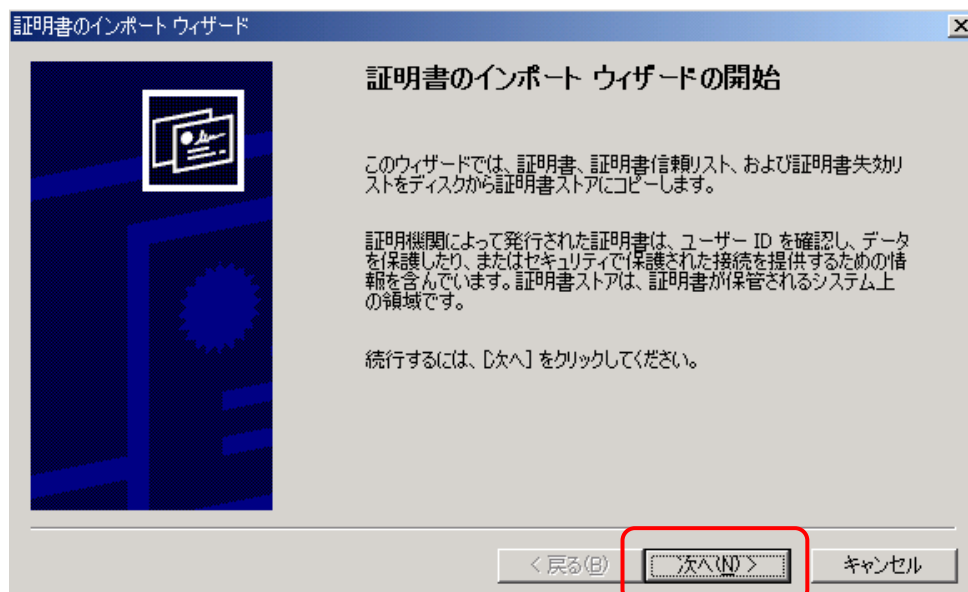 証明書のインポート ウィザード
証明書のインポート ウィザードの開始
このウィザードでは、証明書、証明書信頼リスト、および証明書失効リ
ストをディスクから証明書ストアにコピーします。
証明機関によって発行された証明書は、ユーザー ID を確認し、データ
を保護したり、またはセキュリティで保護された接続を提供するための情
報を含んでいます。証明書ストアは、証明書が保管されるシステム上
の領域です。
続行するには、[次へ] をクリックしてください。
< 戻る(B) 次へ(N) > キャンセル